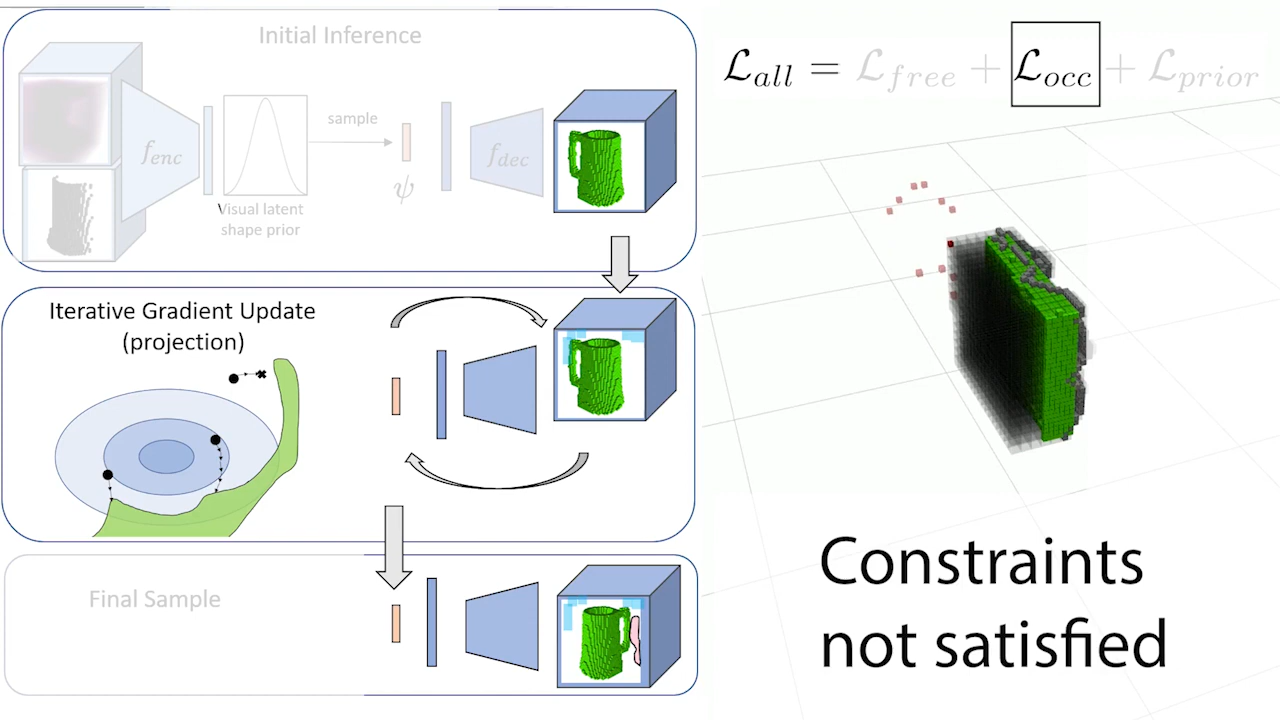 Initial Inference
f_enc
sample
ψ
f_dec
Visual latent
shape prior
Iterative Gradient Update
(projection)
Final Sample
ℒ_all = ℒ_free + ℒ_occ + ℒ_prior
Constraints
not satisfied